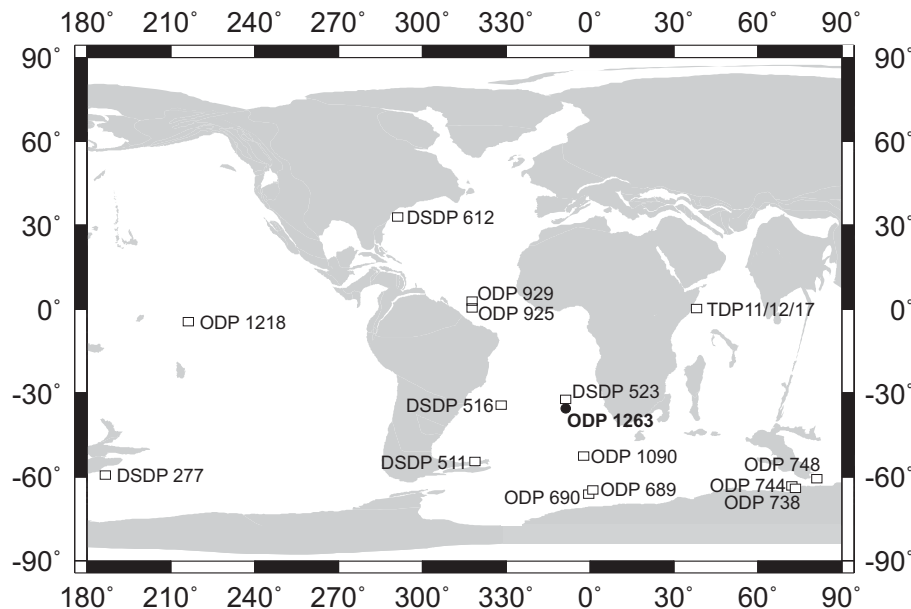 180˚ 210˚ 240˚ 270˚ 300˚ 330˚ 0˚ 30˚ 60˚ 90˚
90˚ 90˚
60˚ 60˚
30˚ 30˚
DSDP 612
ODP 929
0˚ TDP11/12/17 0˚
ODP 925
ODP 1218
-30˚ -30˚
DSDP 523
DSDP 516
ODP 1263
ODP 1090
DSDP 511
ODP 748
-60˚ DSDP 277 -60˚
ODP 744
ODP 690 ODP 689
ODP 738
-90˚ -90˚
180˚ 210˚ 240˚ 270˚ 300˚ 330˚ 0˚ 30˚ 60˚ 90˚